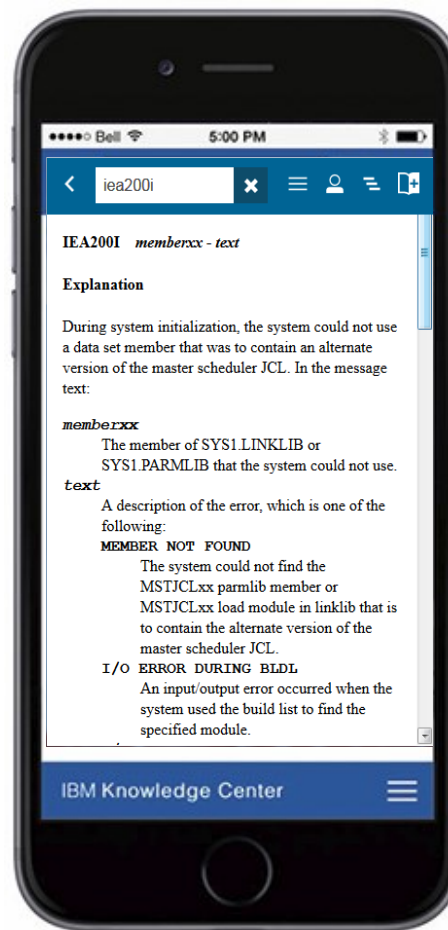 Bell 5:00 PM
iea200i
IEA200I memberxx - text
Explanation
During system initialization, the system could not use
a data set member that was to contain an alternate
version of the master scheduler JCL. In the message
text:
memberxx
The member of SYS1.LINKLIB or
SYS1.PARMLIB that the system could not use.
text
A description of the error, which is one of the
following:
MEMBER NOT FOUND
The system could not find the
MSTJCLxx parmlib member or
MSTJCLxx load module in linklib that is
to contain the alternate version of the
master scheduler JCL.
I/O ERROR DURING BLDL
An input/output error occurred when the
system used the build list to find the
specified module.
IBM Knowledge Center